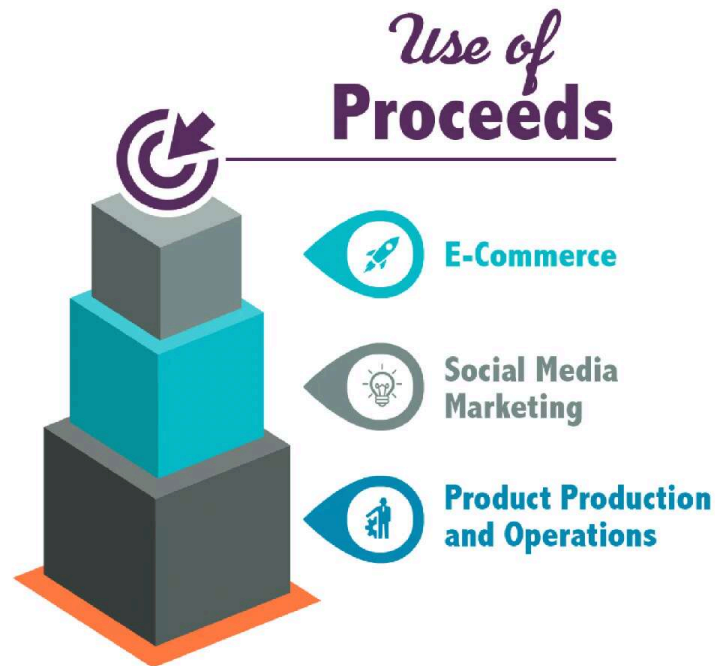 Use of
Proceeds
E-Commerce
Social Media
Marketing
Product Production
and Operations